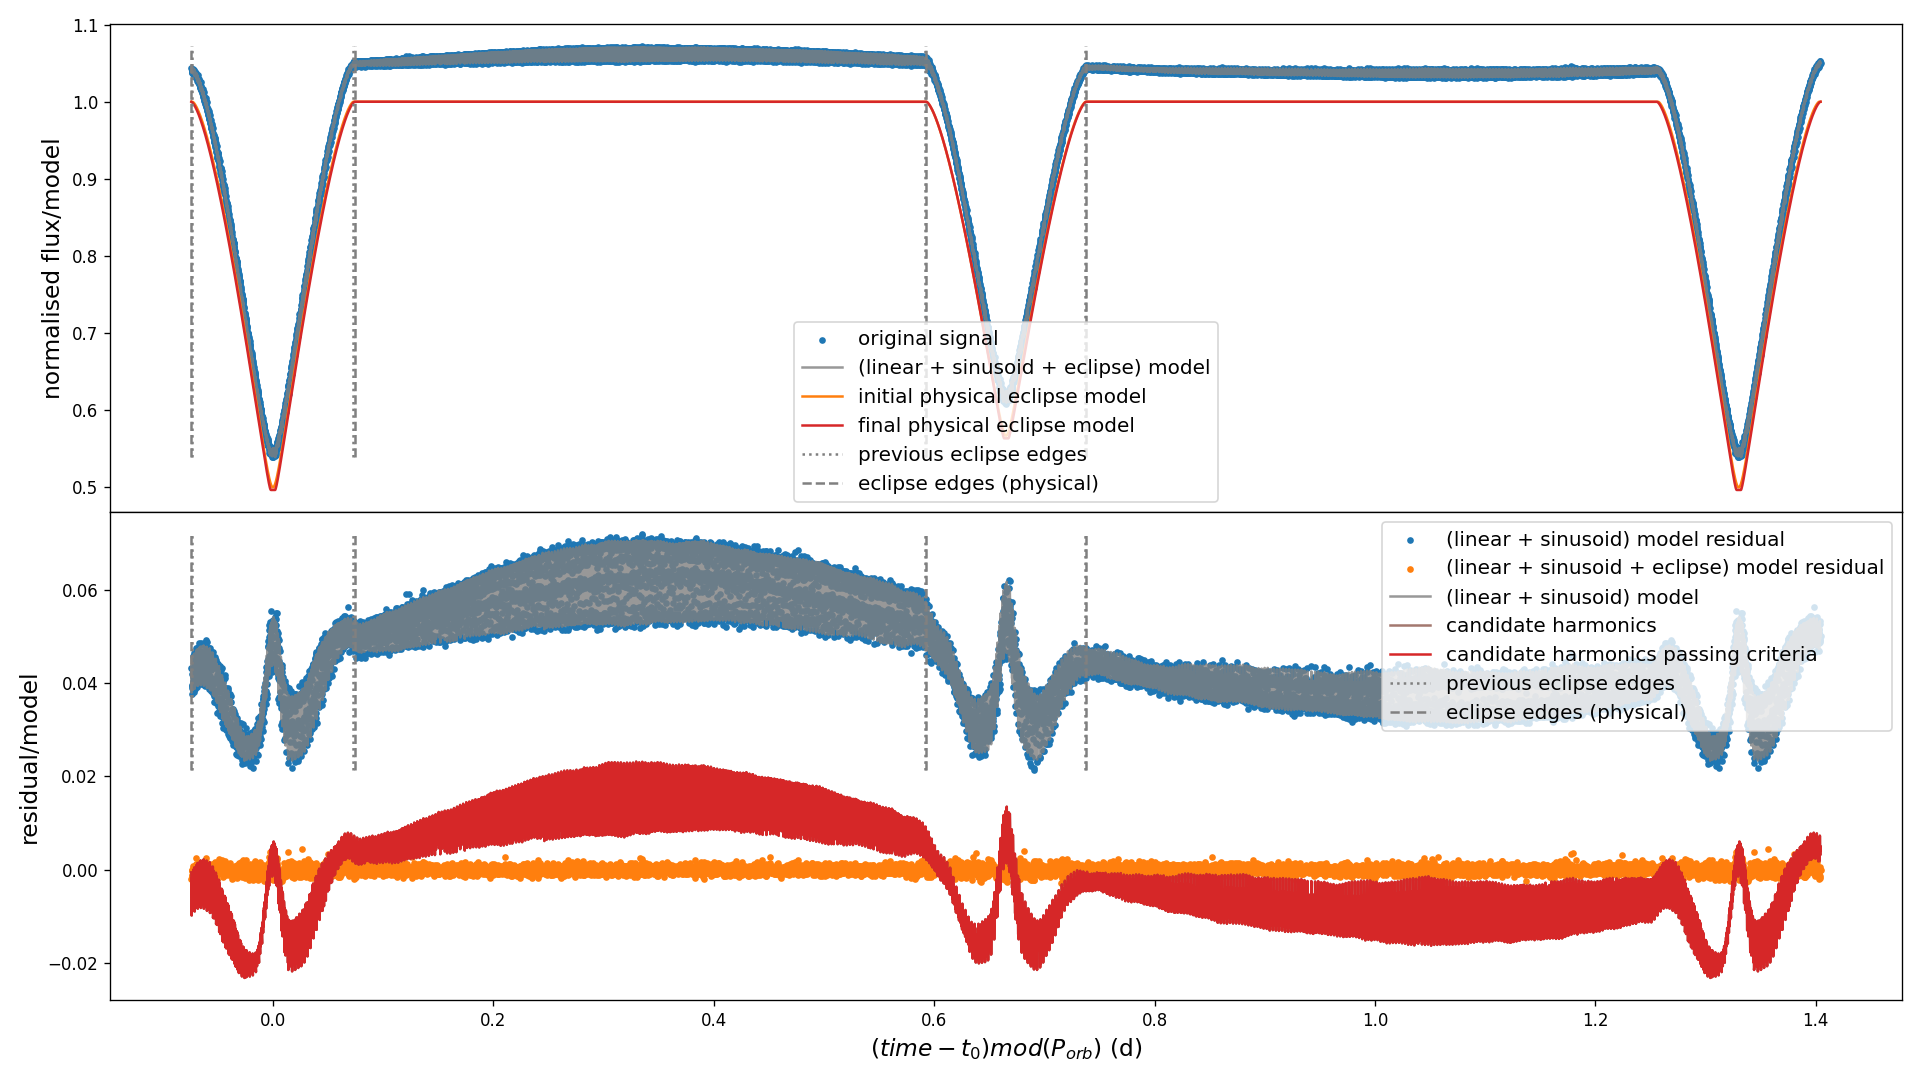 1.1
1.0
0.9
0.8
0.7
0.6
0.5
normalised flux/model
original signal
(linear + sinusoid + eclipse) model
initial physical eclipse model
final physical eclipse model
previous eclipse edges
eclipse edges (physical)
0.06
0.04
0.02
0.00
−0.02
residual/model
(linear + sinusoid) model residual
(linear + sinusoid + eclipse) model residual
(linear + sinusoid) model
candidate harmonics
candidate harmonics passing criteria
previous eclipse edges
eclipse edges (physical)
0.0 0.2 0.4 0.6 0.8 1.0 1.2 1.4
(time − t₀)mod(P_orb) (d)